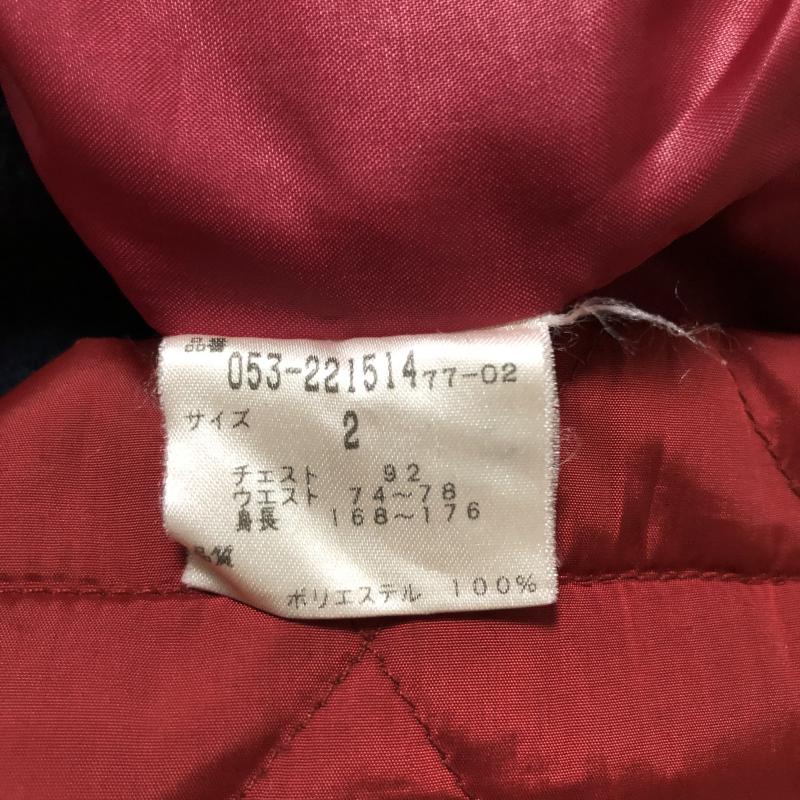 品番
053-221514 77-02
サイズ
2
チェスト 92
ウエスト 74～78
身長 168～176
品質
ポリエステル 100%